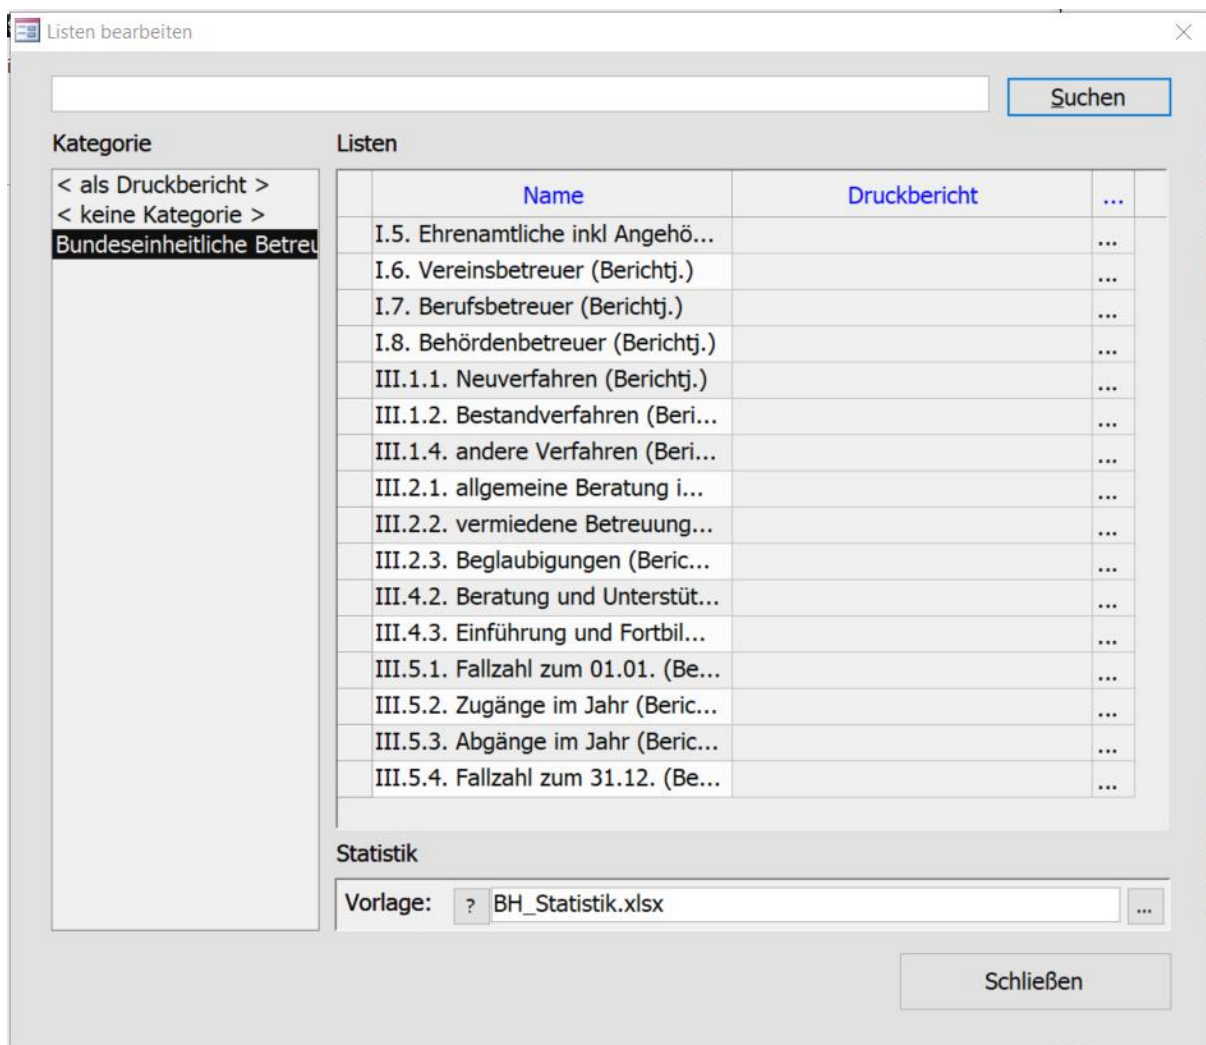 Listen bearbeiten
Suchen
Kategorie
Listen
< als Druckbericht >
< keine Kategorie >
Bundeseinheitliche Betreu
Name Druckbericht ...
I.5. Ehrenamtliche inkl Angehö... ...
I.6. Vereinsbetreuer (Berichtj.) ...
I.7. Berufsbetreuer (Berichtj.) ...
I.8. Behördenbetreuer (Berichtj.) ...
III.1.1. Neuverfahren (Berichtj.) ...
III.1.2. Bestandverfahren (Beri... ...
III.1.4. andere Verfahren (Beri... ...
III.2.1. allgemeine Beratung i... ...
III.2.2. vermiedene Betreuung... ...
III.2.3. Beglaubigungen (Beric... ...
III.4.2. Beratung und Unterstüt... ...
III.4.3. Einführung und Fortbil... ...
III.5.1. Fallzahl zum 01.01. (Be... ...
III.5.2. Zugänge im Jahr (Beric... ...
III.5.3. Abgänge im Jahr (Beric... ...
III.5.4. Fallzahl zum 31.12. (Be... ...
Statistik
Vorlage: ? BH_Statistik.xlsx ...
Schließen